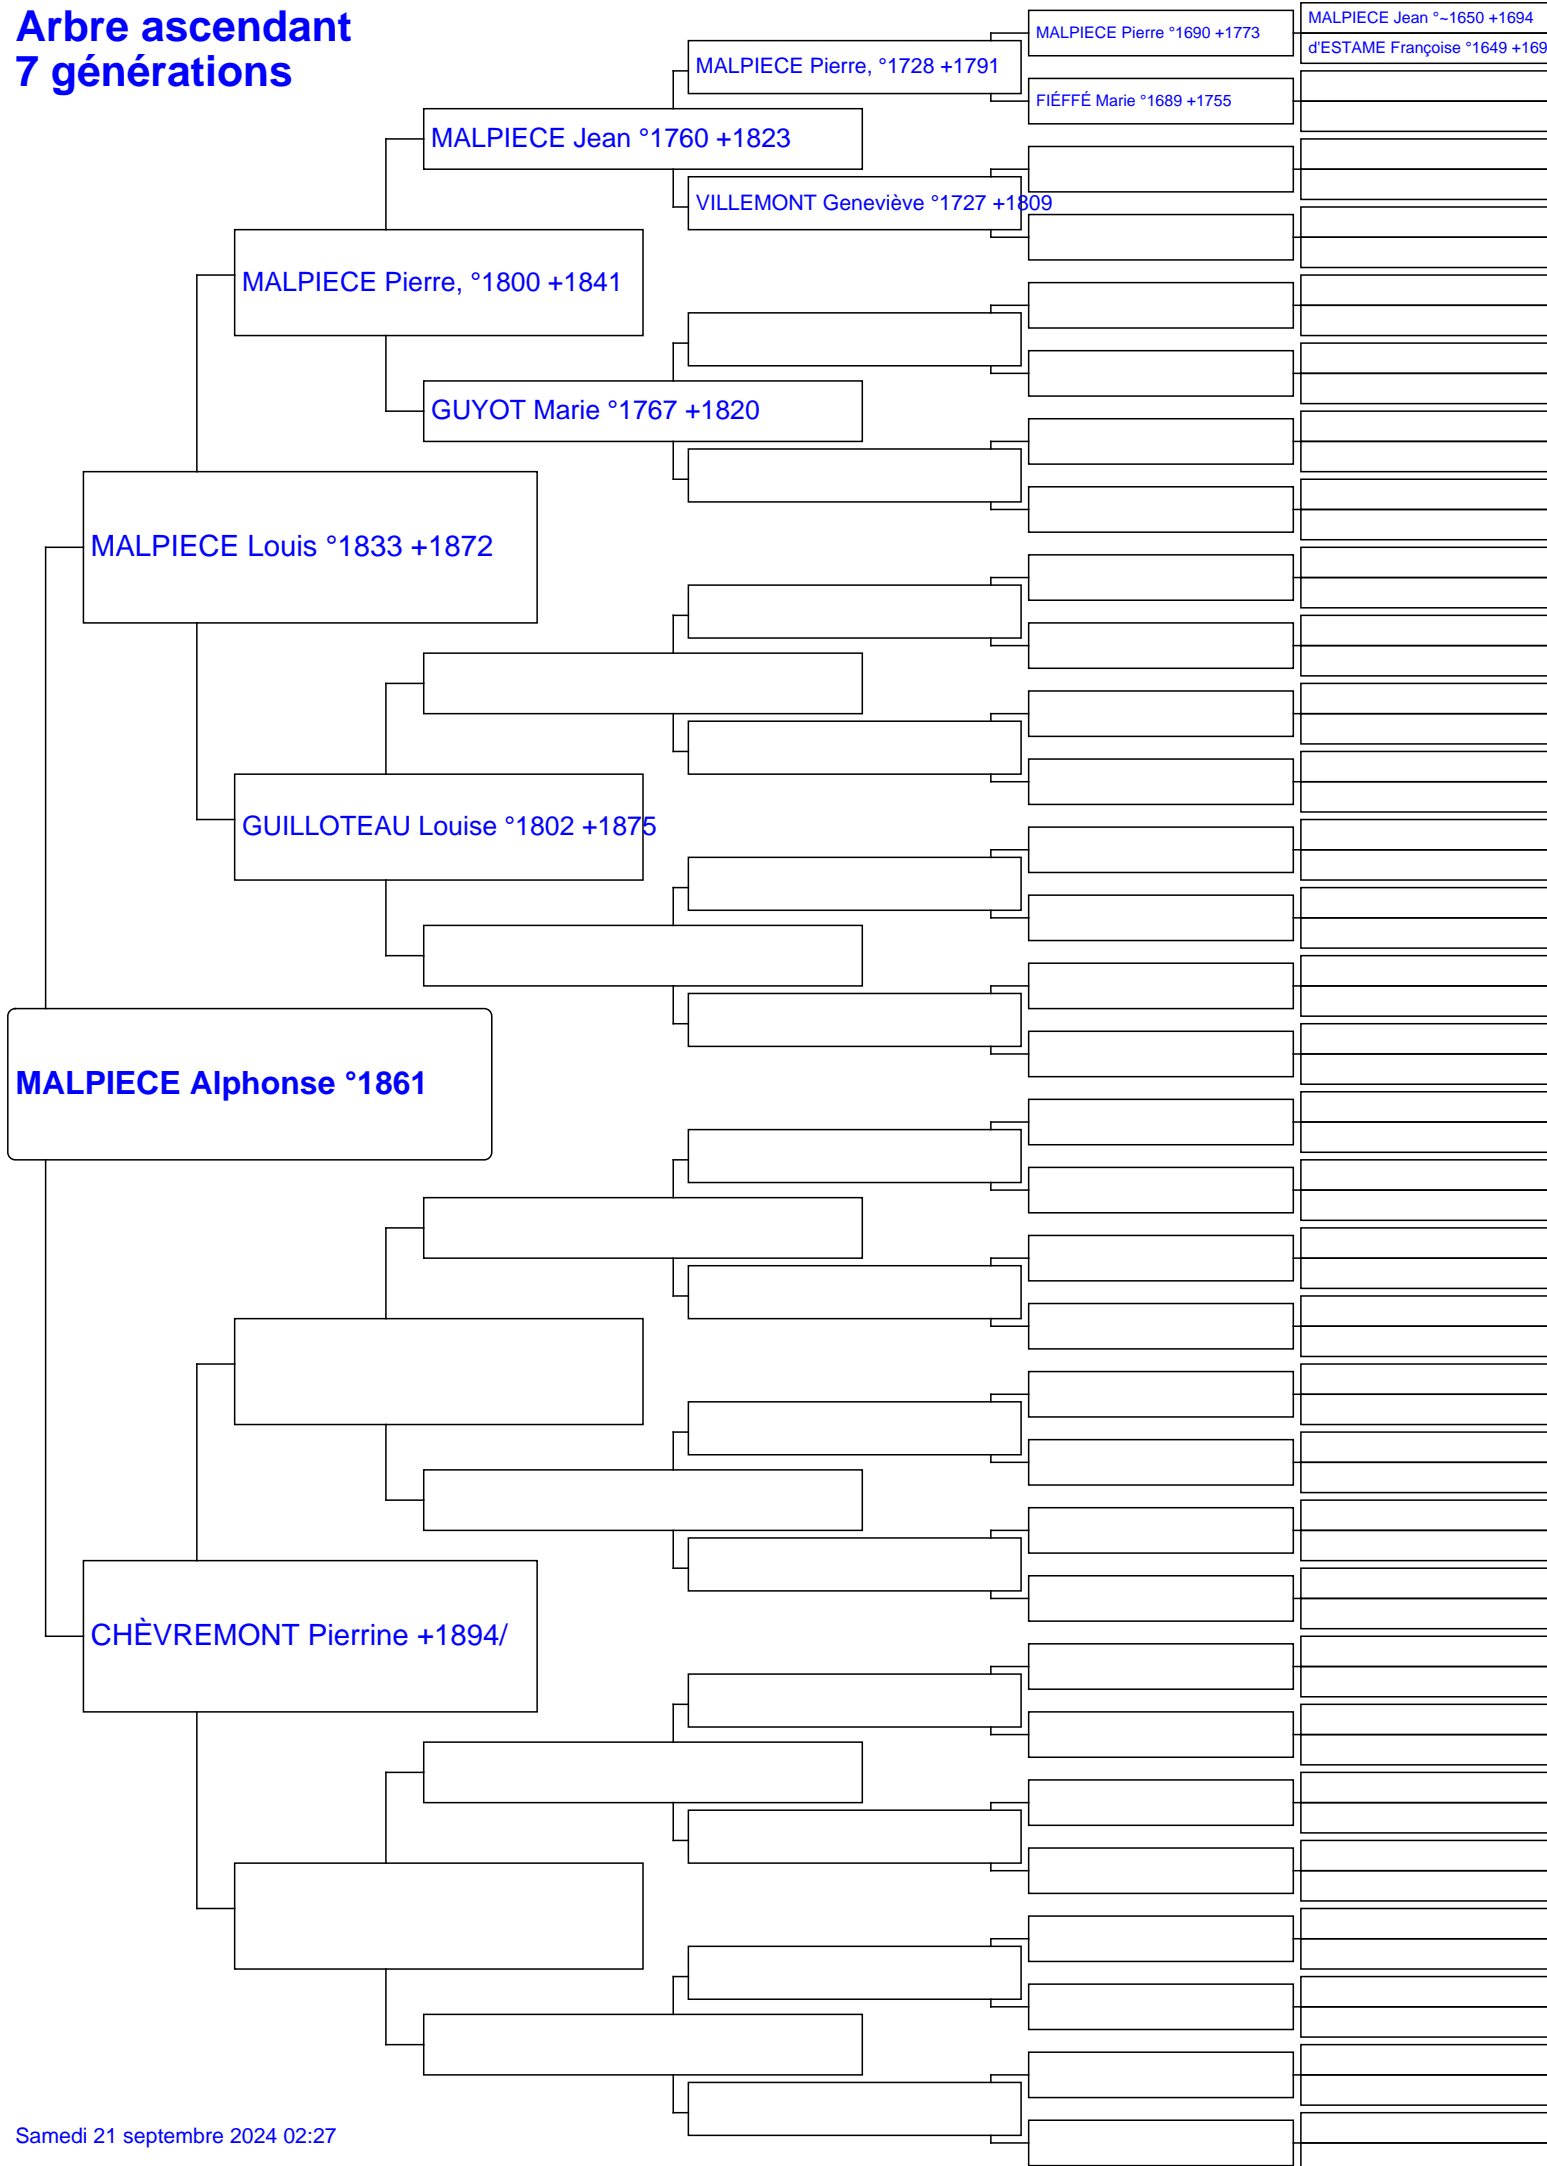 Arbre ascendant
7 générations
MALPIECE Jean °~1650 +1694
MALPIECE Pierre °1690 +1773
d'ESTAME Françoise °1649 +169
MALPIECE Pierre, °1728 +1791
FIÉFFÉ Marie °1689 +1755
MALPIECE Jean °1760 +1823
VILLEMONT Geneviève °1727 +1809
MALPIECE Pierre, °1800 +1841
GUYOT Marie °1767 +1820
MALPIECE Louis °1833 +1872
GUILLOTEAU Louise °1802 +1875
MALPIECE Alphonse °1861
CHÈVREMONT Pierrine +1894/
Samedi 21 septembre 2024 02:27